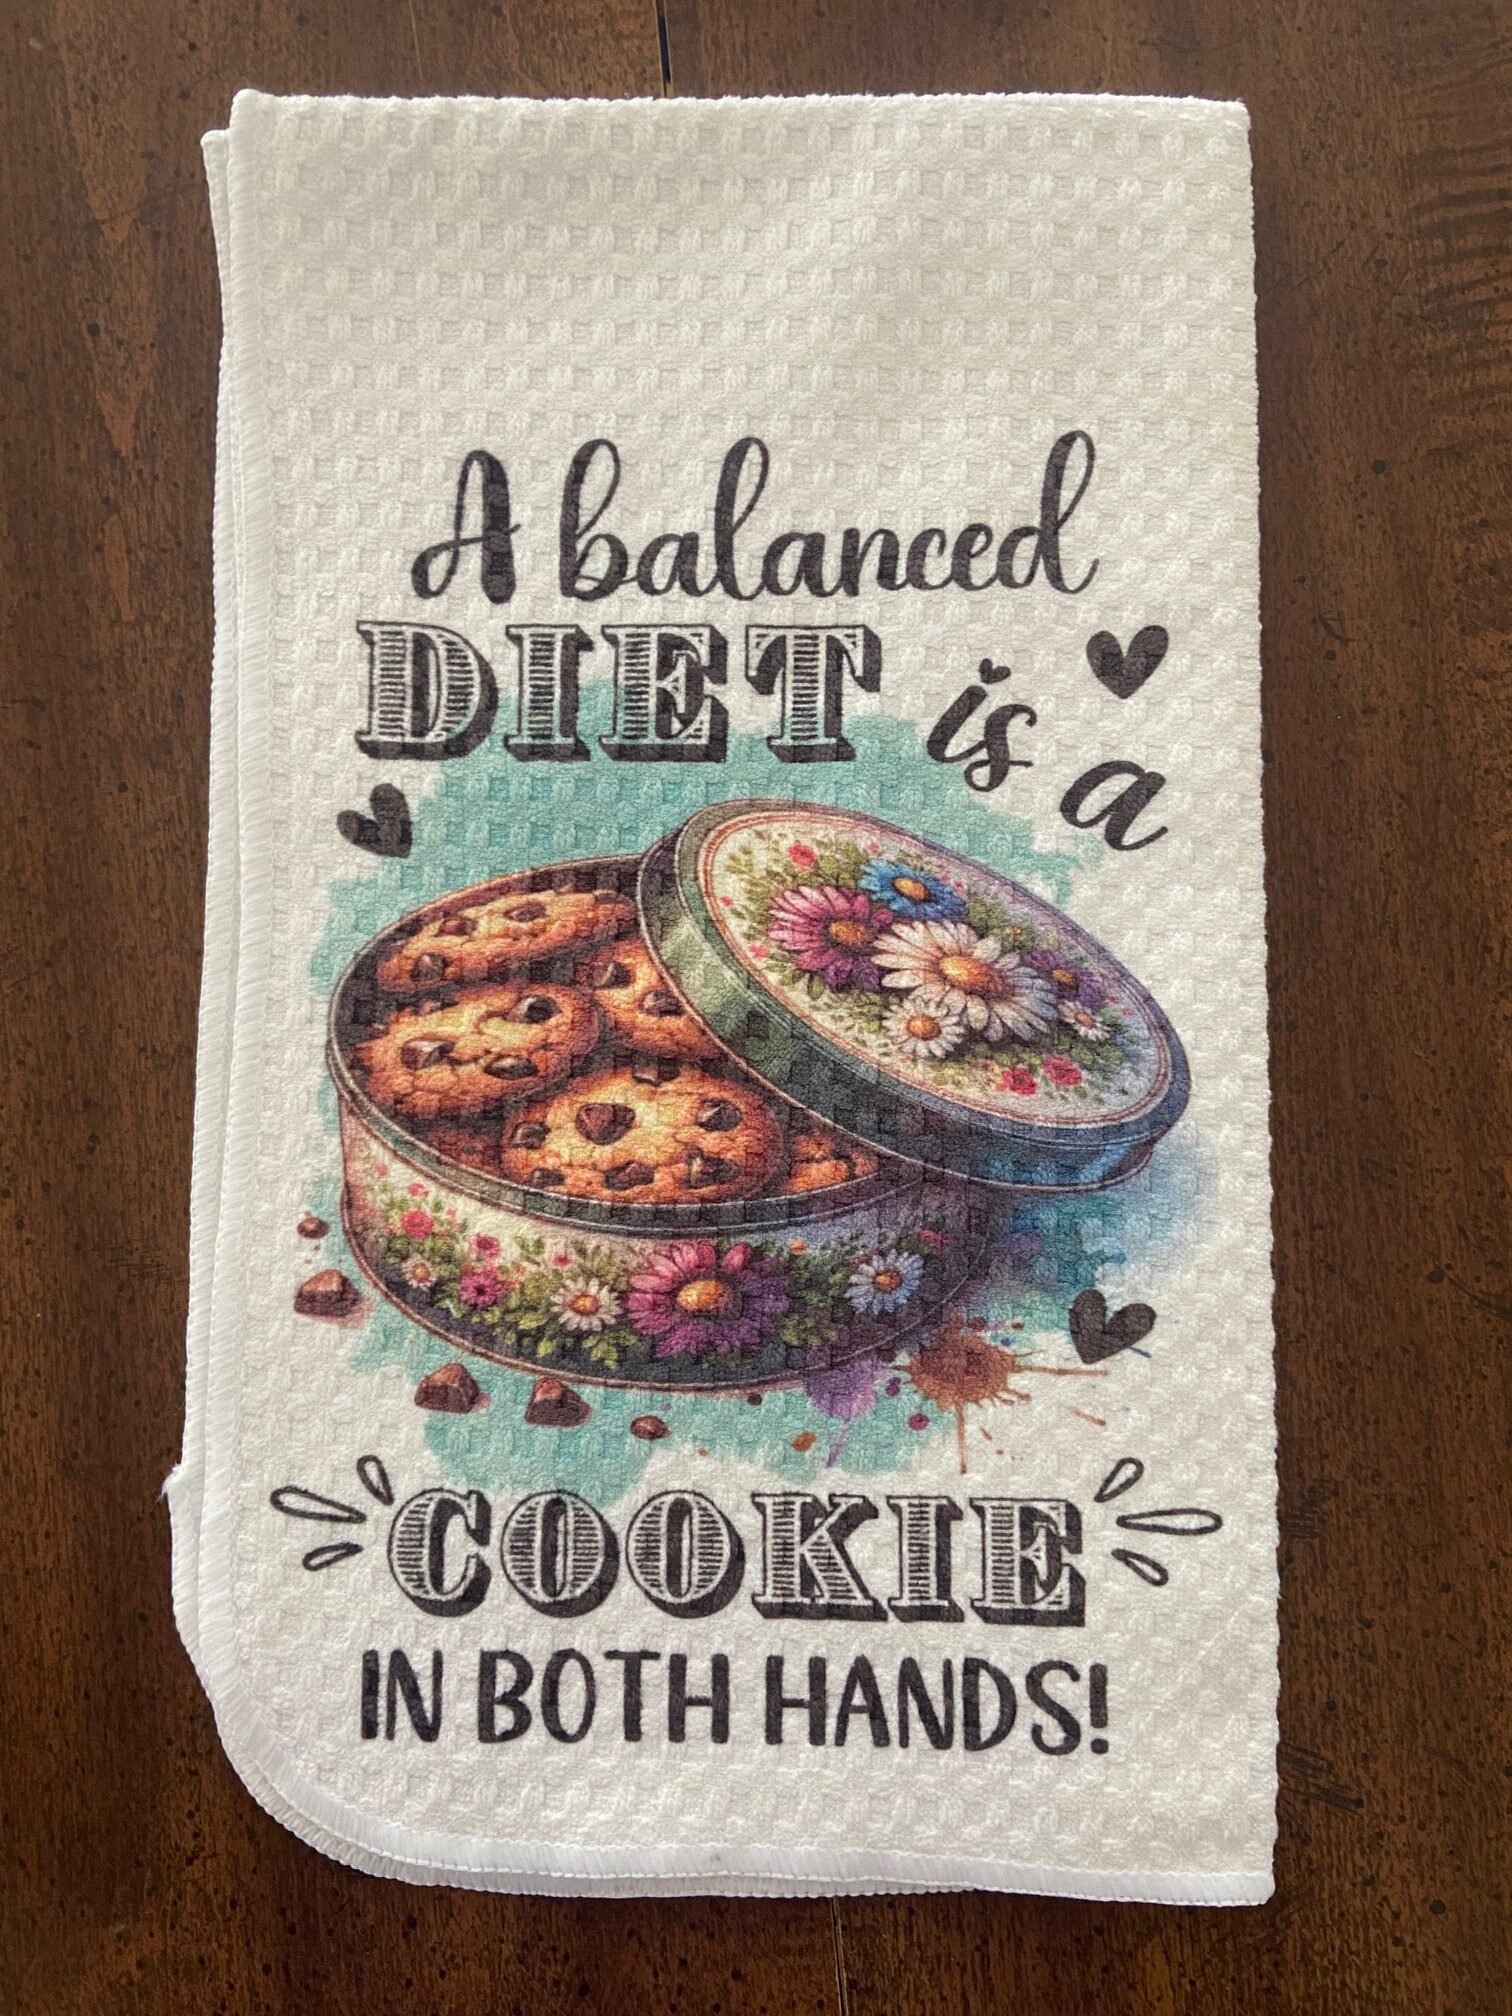 A balanced
DIET is a
COOKIE
IN BOTH HANDS!